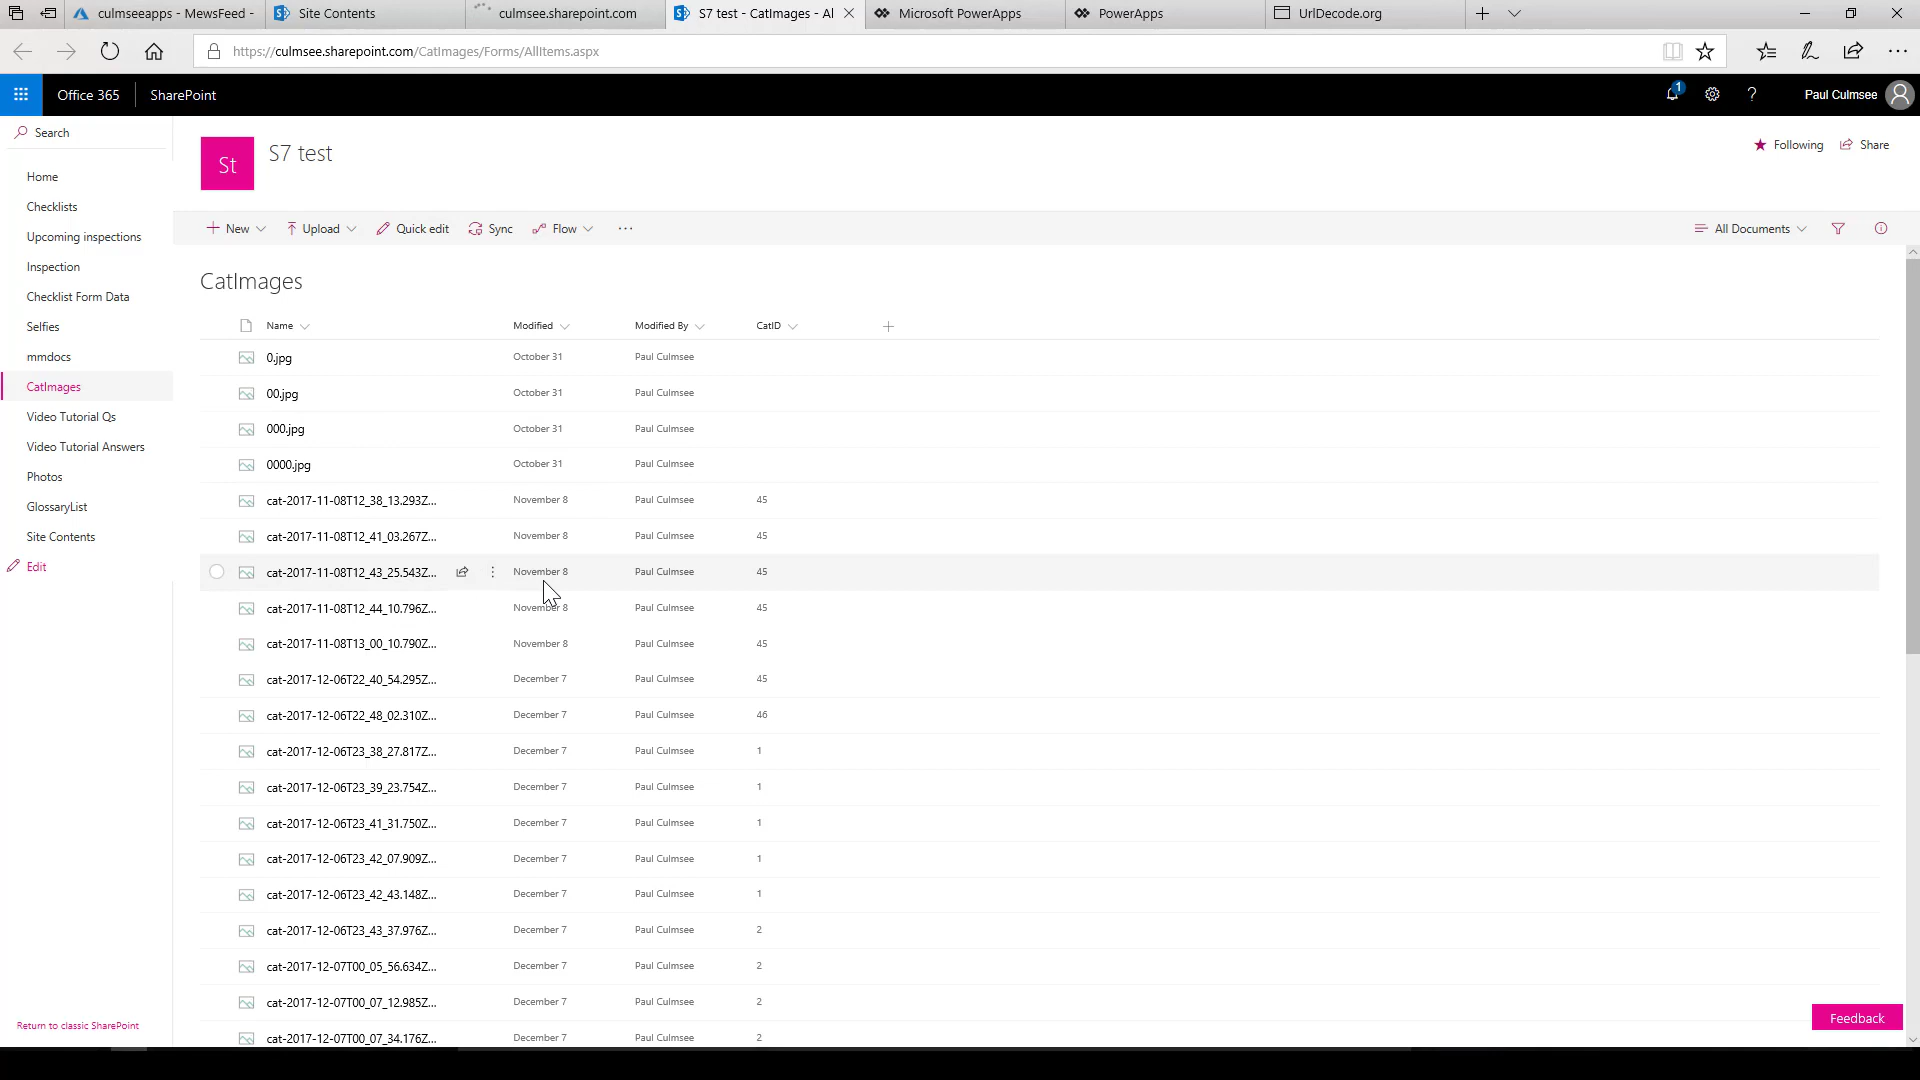 culmseeapps - MewsFeed -
Site Contents
culmsee.sharepoint.com
S7 test - CatImages - Al
Microsoft PowerApps
PowerApps
UrlDecode.org
https://culmsee.sharepoint.com/CatImages/Forms/AllItems.aspx
Office 365
SharePoint
1
?
Paul Culmsee
Search
Home
Checklists
Upcoming inspections
Inspection
Checklist Form Data
Selfies
mmdocs
CatImages
Video Tutorial Qs
Video Tutorial Answers
Photos
GlossaryList
Site Contents
Edit
Return to classic SharePoint
St
S7 test
Following
Share
New
Upload
Quick edit
Sync
Flow
All Documents
CatImages
Name Modified Modified By CatID
0.jpg October 31 Paul Culmsee
00.jpg October 31 Paul Culmsee
000.jpg October 31 Paul Culmsee
0000.jpg October 31 Paul Culmsee
cat-2017-11-08T12_38_13.293Z... November 8 Paul Culmsee 45
cat-2017-11-08T12_41_03.267Z... November 8 Paul Culmsee 45
cat-2017-11-08T12_43_25.543Z... November 8 Paul Culmsee 45
cat-2017-11-08T12_44_10.796Z... November 8 Paul Culmsee 45
cat-2017-11-08T13_00_10.790Z... November 8 Paul Culmsee 45
cat-2017-12-06T22_40_54.295Z... December 7 Paul Culmsee 45
cat-2017-12-06T22_48_02.310Z... December 7 Paul Culmsee 46
cat-2017-12-06T23_38_27.817Z... December 7 Paul Culmsee 1
cat-2017-12-06T23_39_23.754Z... December 7 Paul Culmsee 1
cat-2017-12-06T23_41_31.750Z... December 7 Paul Culmsee 1
cat-2017-12-06T23_42_07.909Z... December 7 Paul Culmsee 1
cat-2017-12-06T23_42_43.148Z... December 7 Paul Culmsee 1
cat-2017-12-06T23_43_37.976Z... December 7 Paul Culmsee 2
cat-2017-12-07T00_05_56.634Z... December 7 Paul Culmsee 2
cat-2017-12-07T00_07_12.985Z... December 7 Paul Culmsee 2
cat-2017-12-07T00_07_34.176Z... December 7 Paul Culmsee 2
Feedback